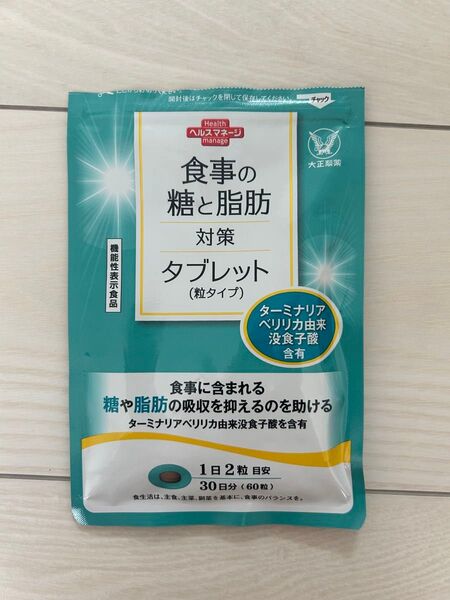 開封後はチャックを閉じて保存してください
チャック
Health
ヘルスマネージ
manage
大正製薬
食事の
糖と脂肪
対策
タブレット
(粒タイプ)
機能性表示食品
ターミナリア
ベリリカ由来
没食子酸
含有
食事に含まれる
糖や脂肪の吸収を抑えるのを助ける
ターミナリアベリリカ由来没食子酸を含有
1日2粒 目安
30日分(60粒)
食生活は、主食、主菜、副菜を基本に、食事のバランスを。